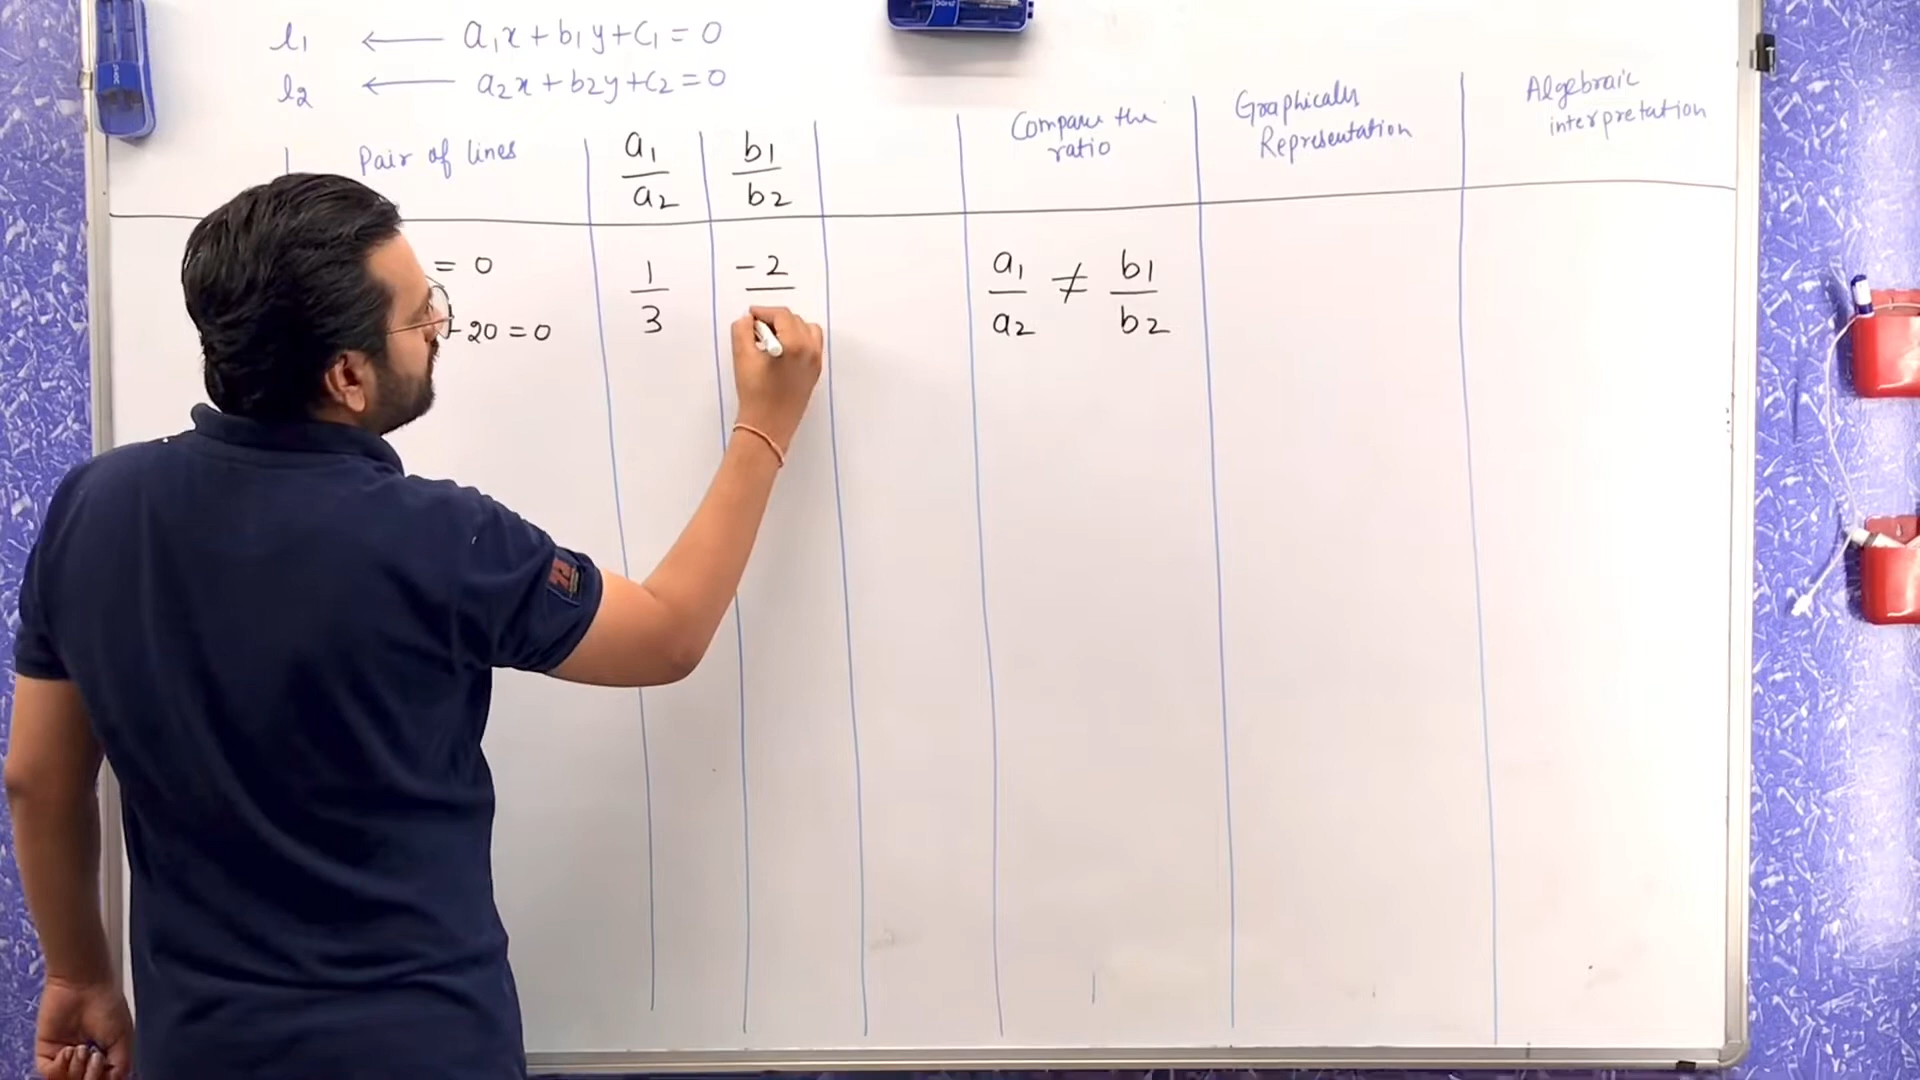 l₁ ← a₁x + b₁y + c₁ = 0
l₂ ← a₂x + b₂y + c₂ = 0
Pair of lines
a₁/a₂
b₁/b₂
Compare the ratio
Graphically Representation
Algebraic interpretation
= 0
20 = 0
1/3
-2
a₁/a₂ ≠ b₁/b₂